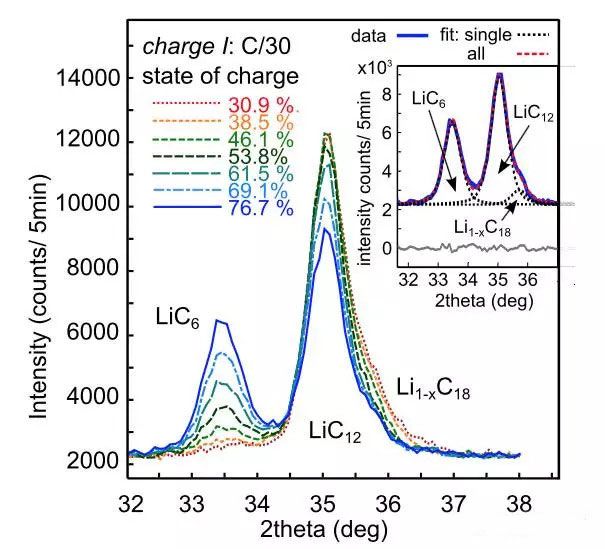 charge I: C/30
state of charge
30.9 %
38.5 %
46.1 %
53.8%
61.5 %
69.1%
76.7 %
14000
12000
10000
8000
6000
4000
2000
Intensity (counts/ 5min)
LiC6
LiC12
Li1-xC18
32 33 34 35 36 37 38
2theta (deg)
data fit: single
all
x10³
8
6
4
2
0
intensity counts/ 5min
LiC6
LiC12
Li1-xC18
32 33 34 35 36
2theta (deg)